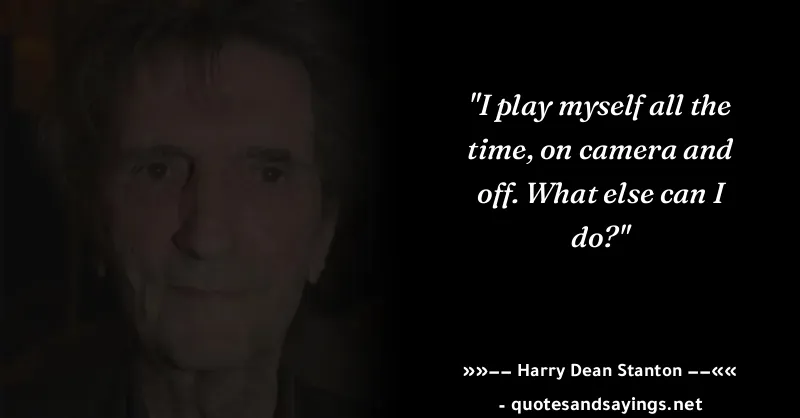 "I play myself all the
time, on camera and
off. What else can I
do?"
»»–– Harry Dean Stanton ––««
- quotesandsayings.net